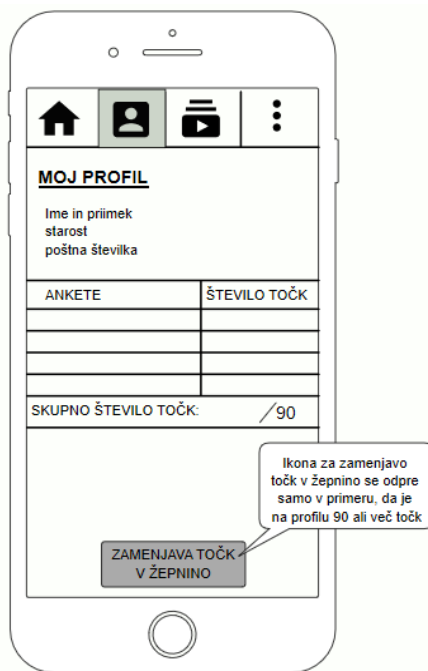 MOJ PROFIL
Ime in priimek
starost
poštna številka
ANKETE ŠTEVILO TOČK
SKUPNO ŠTEVILO TOČK: /90
Ikona za zamenjavo
točk v žepnino se odpre
samo v primeru, da je
na profilu 90 ali več točk
ZAMENJAVA TOČK
V ŽEPNINO